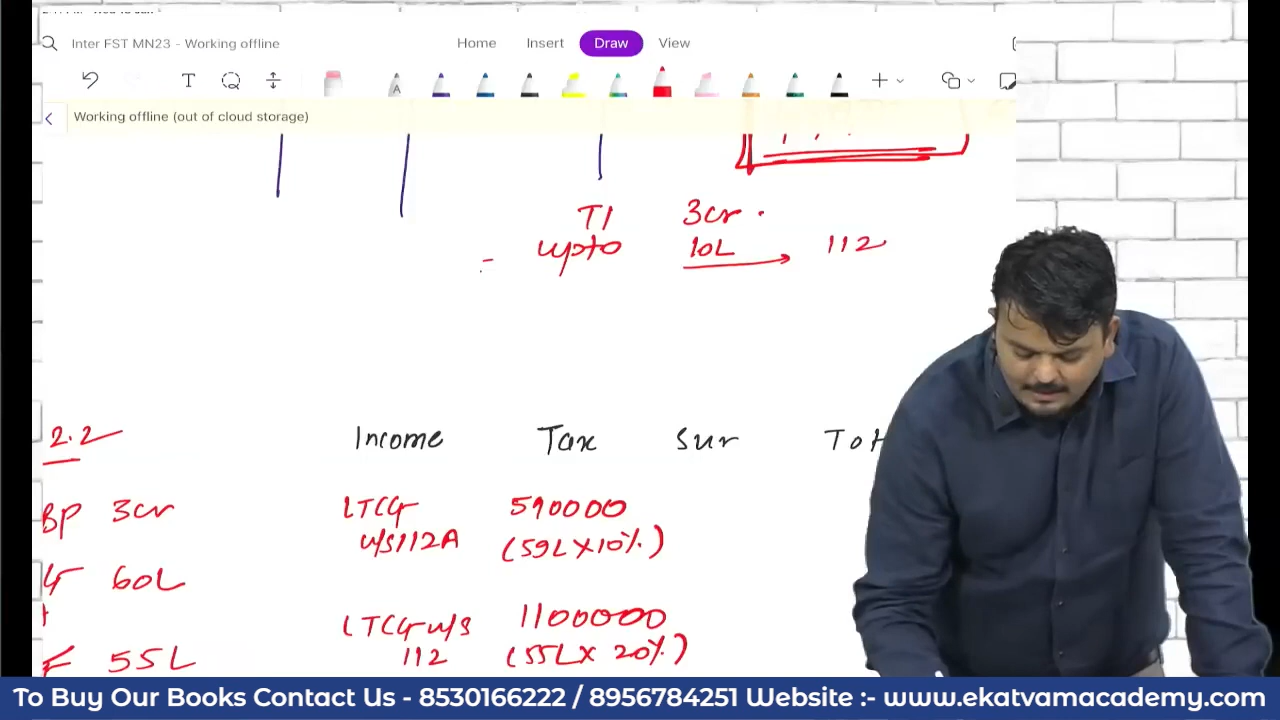 Inter FST MN23 - Working offline
Home Insert Draw View
T
A
Working offline (out of cloud storage)
TI 3cr.
upto 10L → 112
2.2 Income Tax Sur Tot
BP 3cr LTCG 590000
u/s112A (59L X 10%)
60L
LTCG u/s 1100000
112 (55L X 20%)
55L
To Buy Our Books Contact Us - 8530166222 / 8956784251 Website :- www.ekatvamacademy.com